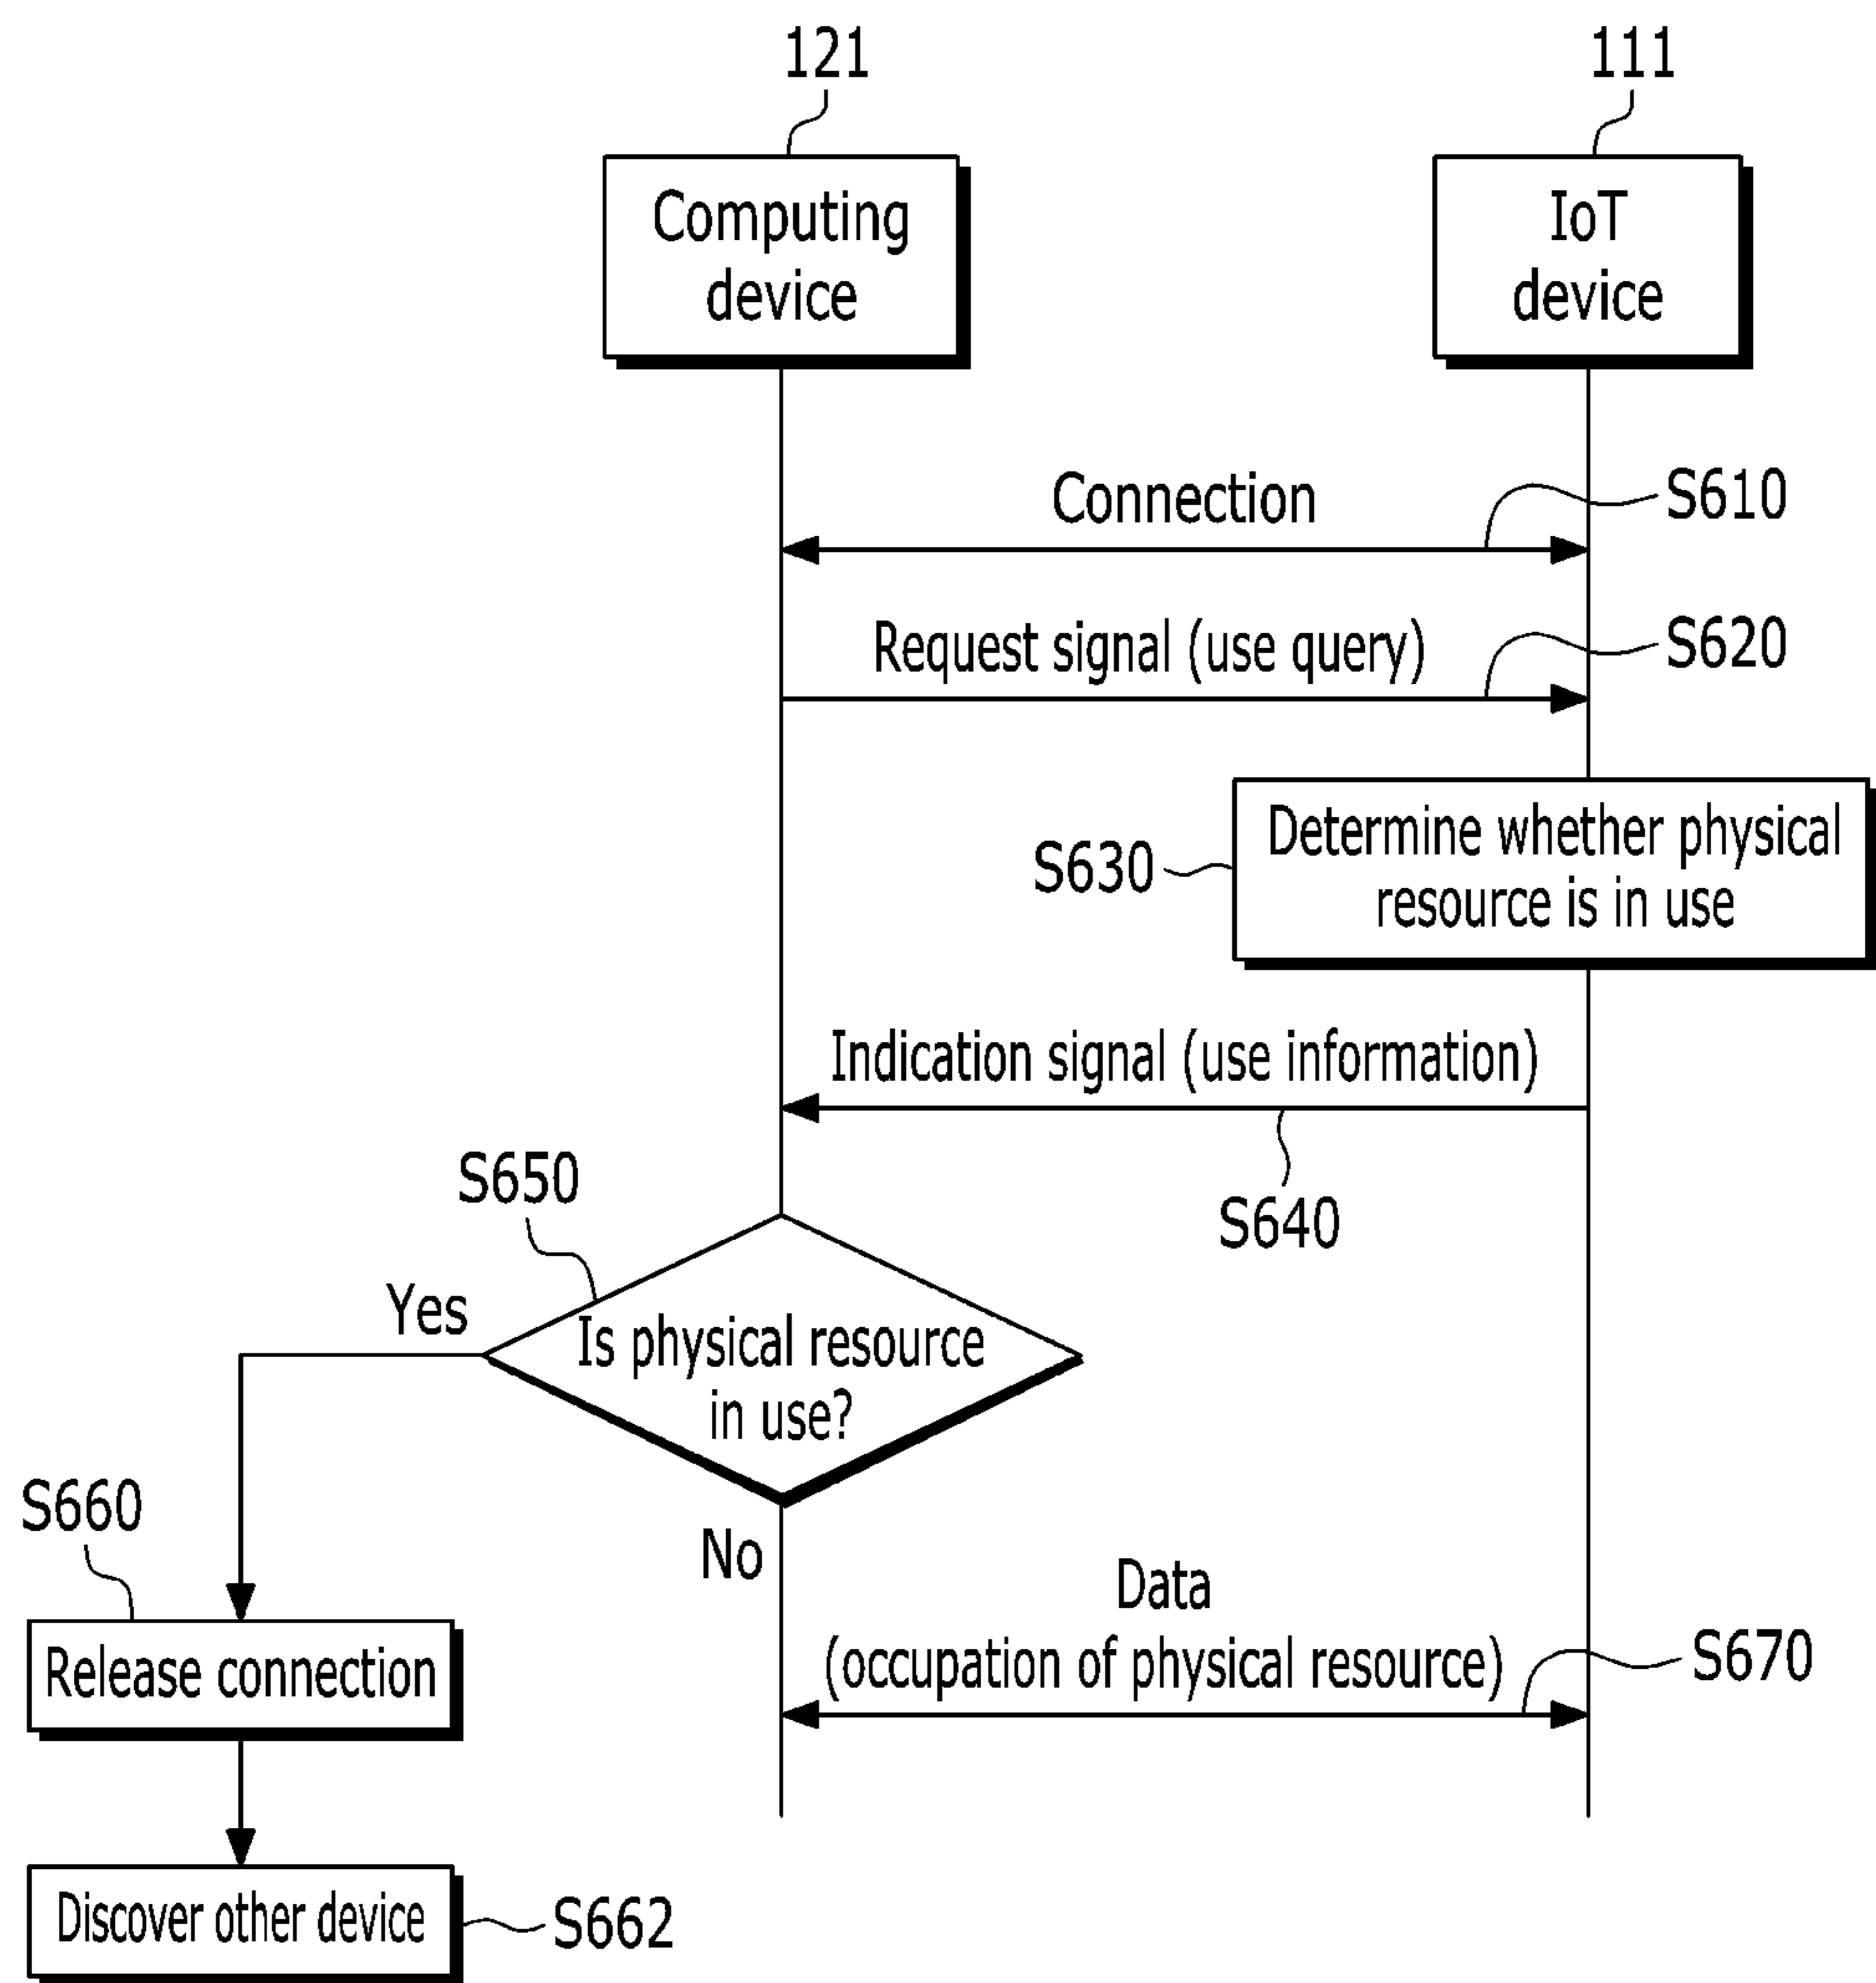 121
111
Computing
device
IoT
device
Connection
S610
Request signal (use query)
S620
Determine whether physical
resource is in use
S630
Indication signal (use information)
S640
S650
Yes
Is physical resource
in use?
S660
No
Data
(occupation of physical resource)
S670
Release connection
Discover other device
S662